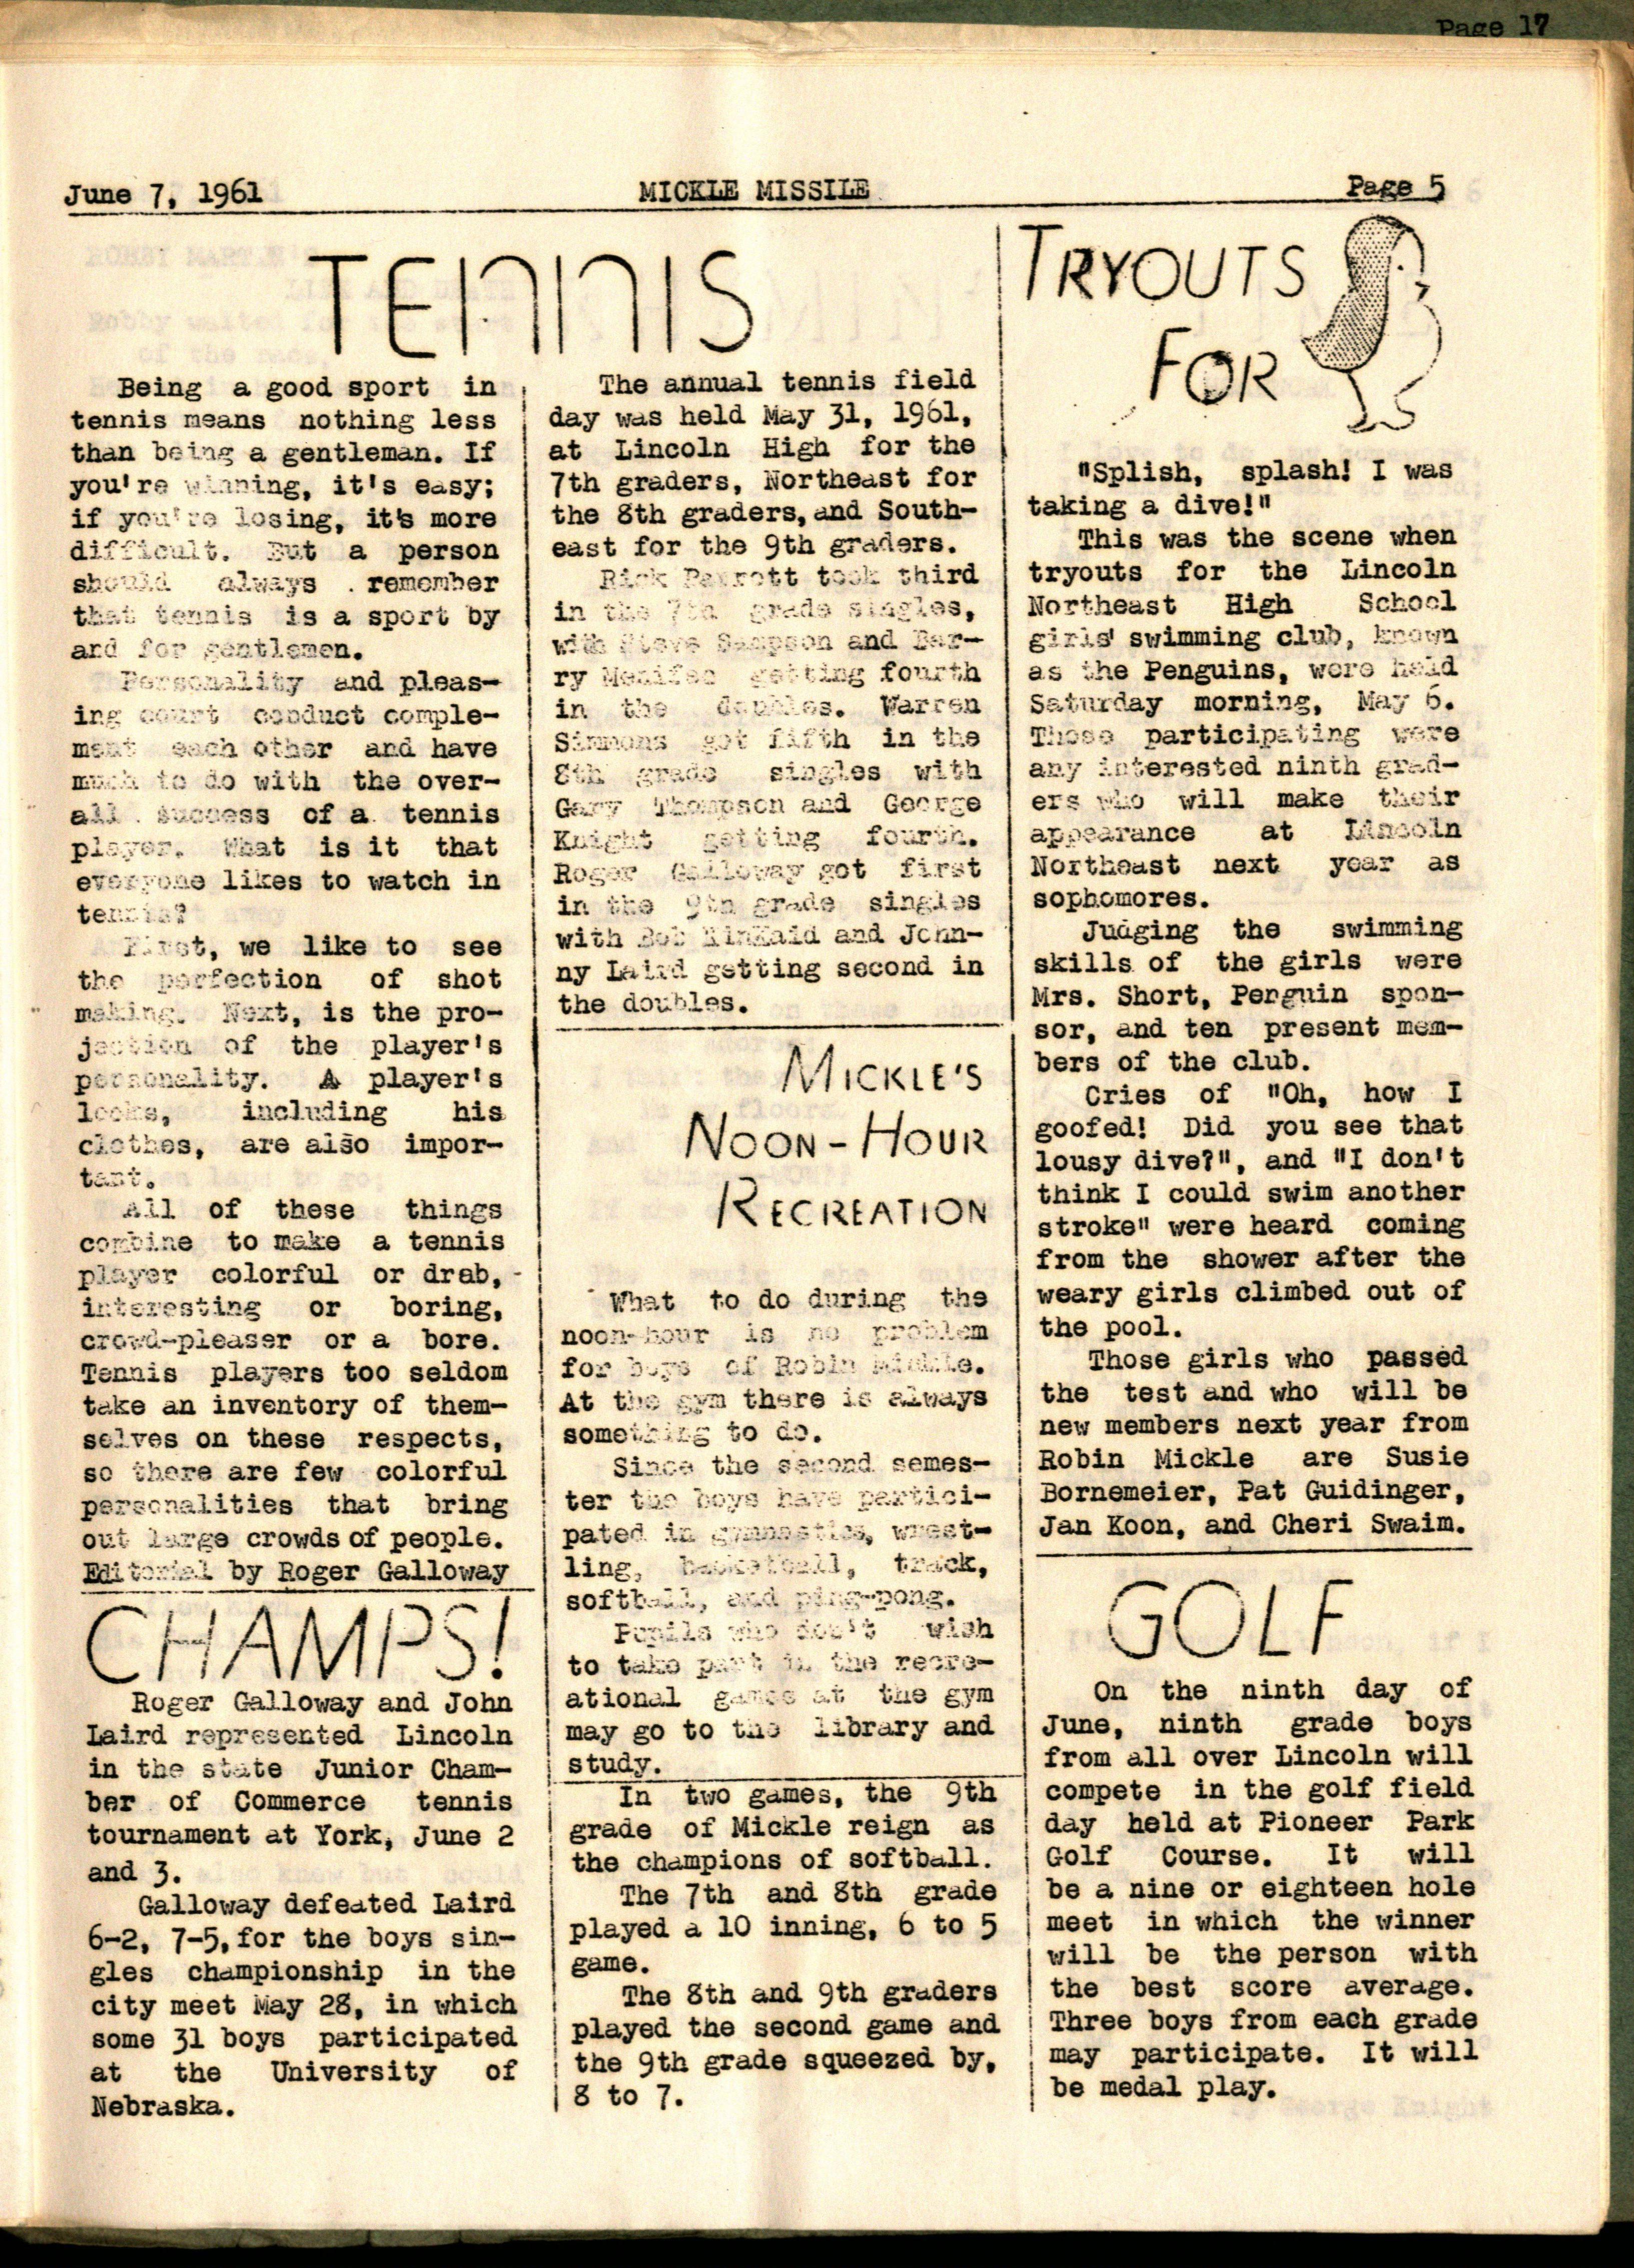 Page 17
June 7, 1961
MICKLE MISSILE
Page 5
TENNIS
Being a good sport in
tennis means nothing less
than being a gentleman. If
you're winning, it's easy;
if you're losing, it's more
difficult. But a person
should always remember
that tennis is a sport by
and for gentlemen.
Personality and pleas-
ing court conduct comple-
ment each other and have
much to do with the over-
all success of a tennis
player. What is it that
everyone likes to watch in
tennis?
First, we like to see
the perfection of shot
making. Next, is the pro-
jection of the player's
personality. A player's
looks, including his
clothes, are also impor-
tant.
All of these things
combine to make a tennis
player colorful or drab,
interesting or boring,
crowd-pleaser or a bore.
Tennis players too seldom
take an inventory of them-
selves on these respects,
so there are few colorful
personalities that bring
out large crowds of people.
Editorial by Roger Galloway
CHAMPS!
Roger Galloway and John
Laird represented Lincoln
in the state Junior Cham-
ber of Commerce tennis
tournament at York, June 2
and 3.
Galloway defeated Laird
6-2, 7-5, for the boys sin-
gles championship in the
city meet May 28, in which
some 31 boys participated
at the University of
Nebraska.
The annual tennis field
day was held May 31, 1961,
at Lincoln High for the
7th graders, Northeast for
the 8th graders, and South-
east for the 9th graders.
Rick Parrott took third
in the 7th grade singles,
with Steve Sampson and Bar-
ry Menifee getting fourth
in the doubles. Warren
Simmons got fifth in the
8th grade singles with
Gary Thompson and George
Knight getting fourth.
Roger Galloway got first
in the 9th grade singles
with Bob KinKaid and John-
ny Laird getting second in
the doubles.
MICKLE'S
NOON-HOUR
RECREATION
What to do during the
noon-hour is no problem
for boys of Robin Mickle.
At the gym there is always
something to do.
Since the second semes-
ter the boys have partici-
pated in gymnastics, wrest-
ling, basketball, track,
softball, and ping-pong.
Pupils who don't wish
to take part in the recre-
ational games at the gym
may go to the library and
study.
In two games, the 9th
grade of Mickle reign as
the champions of softball.
The 7th and 8th grade
played a 10 inning, 6 to 5
game.
The 8th and 9th graders
played the second game and
the 9th grade squeezed by,
8 to 7.
TRYOUTS
FOR
"Splish, splash! I was
taking a dive!"
This was the scene when
tryouts for the Lincoln
Northeast High School
girls' swimming club, known
as the Penguins, were held
Saturday morning, May 6.
Those participating were
any interested ninth grad-
ers who will make their
appearance at Lincoln
Northeast next year as
sophomores.
Judging the swimming
skills of the girls were
Mrs. Short, Penguin spon-
sor, and ten present mem-
bers of the club.
Cries of "Oh, how I
goofed! Did you see that
lousy dive?", and "I don't
think I could swim another
stroke" were heard coming
from the shower after the
weary girls climbed out of
the pool.
Those girls who passed
the test and who will be
new members next year from
Robin Mickle are Susie
Bornemeier, Pat Guidinger,
Jan Koon, and Cheri Swaim.
GOLF
On the ninth day of
June, ninth grade boys
from all over Lincoln will
compete in the golf field
day held at Pioneer Park
Golf Course. It will
be a nine or eighteen hole
meet in which the winner
will be the person with
the best score average.
Three boys from each grade
may participate. It will
be medal play.